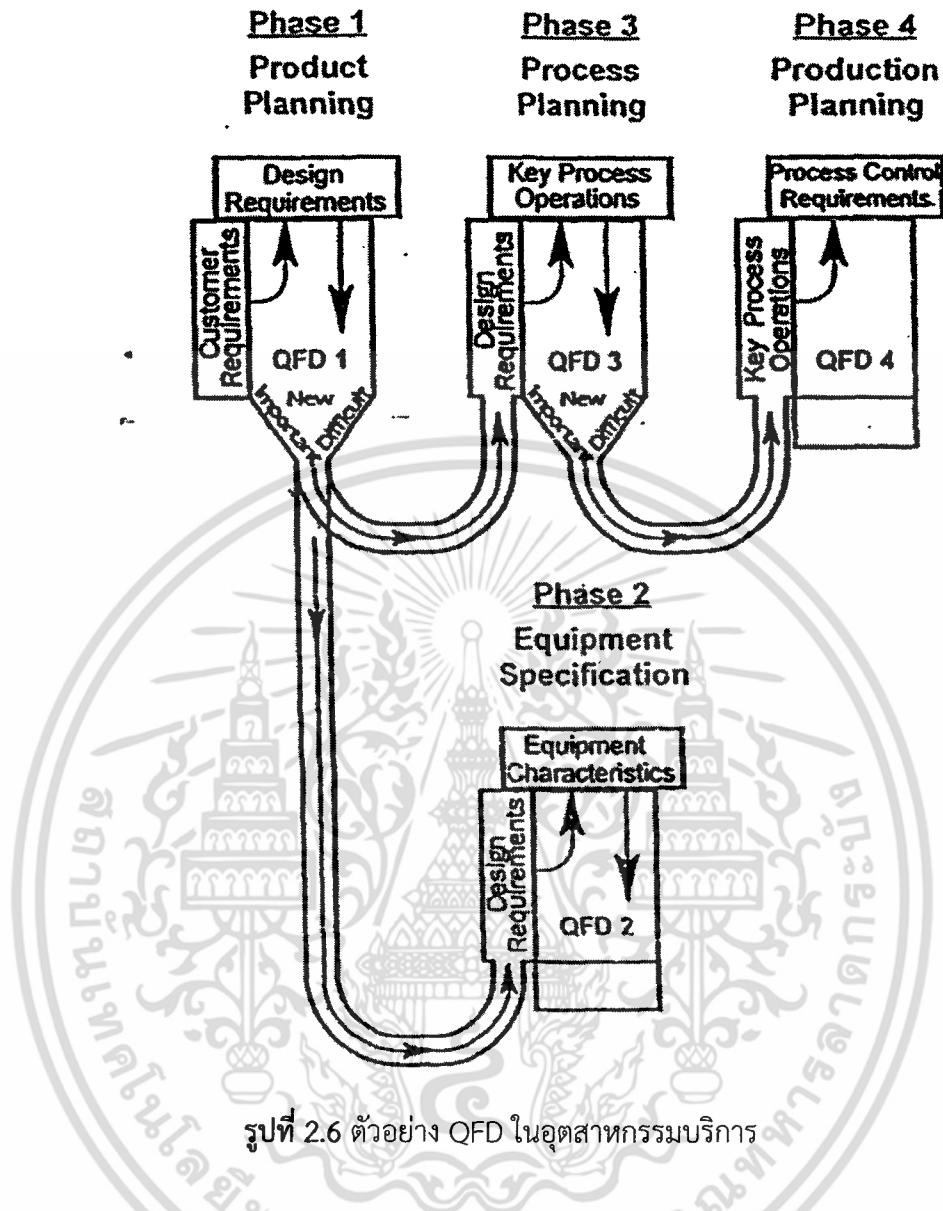 Phase 1
Product
Planning
Phase 3
Process
Planning
Phase 4
Production
Planning
Design
Requirements
Customer
Requirements
QFD 1
New
Important
Difficult
Key Process
Operations
Design
Requirements
QFD 3
New
Important
Difficult
Process Control
Requirements.
Key Process
Operations
QFD 4
Phase 2
Equipment
Specification
Equipment
Characteristics
Design
Requirements
QFD 2
รูปที่ 2.6 ตัวอย่าง QFD ในอุตสาหกรรมบริการ